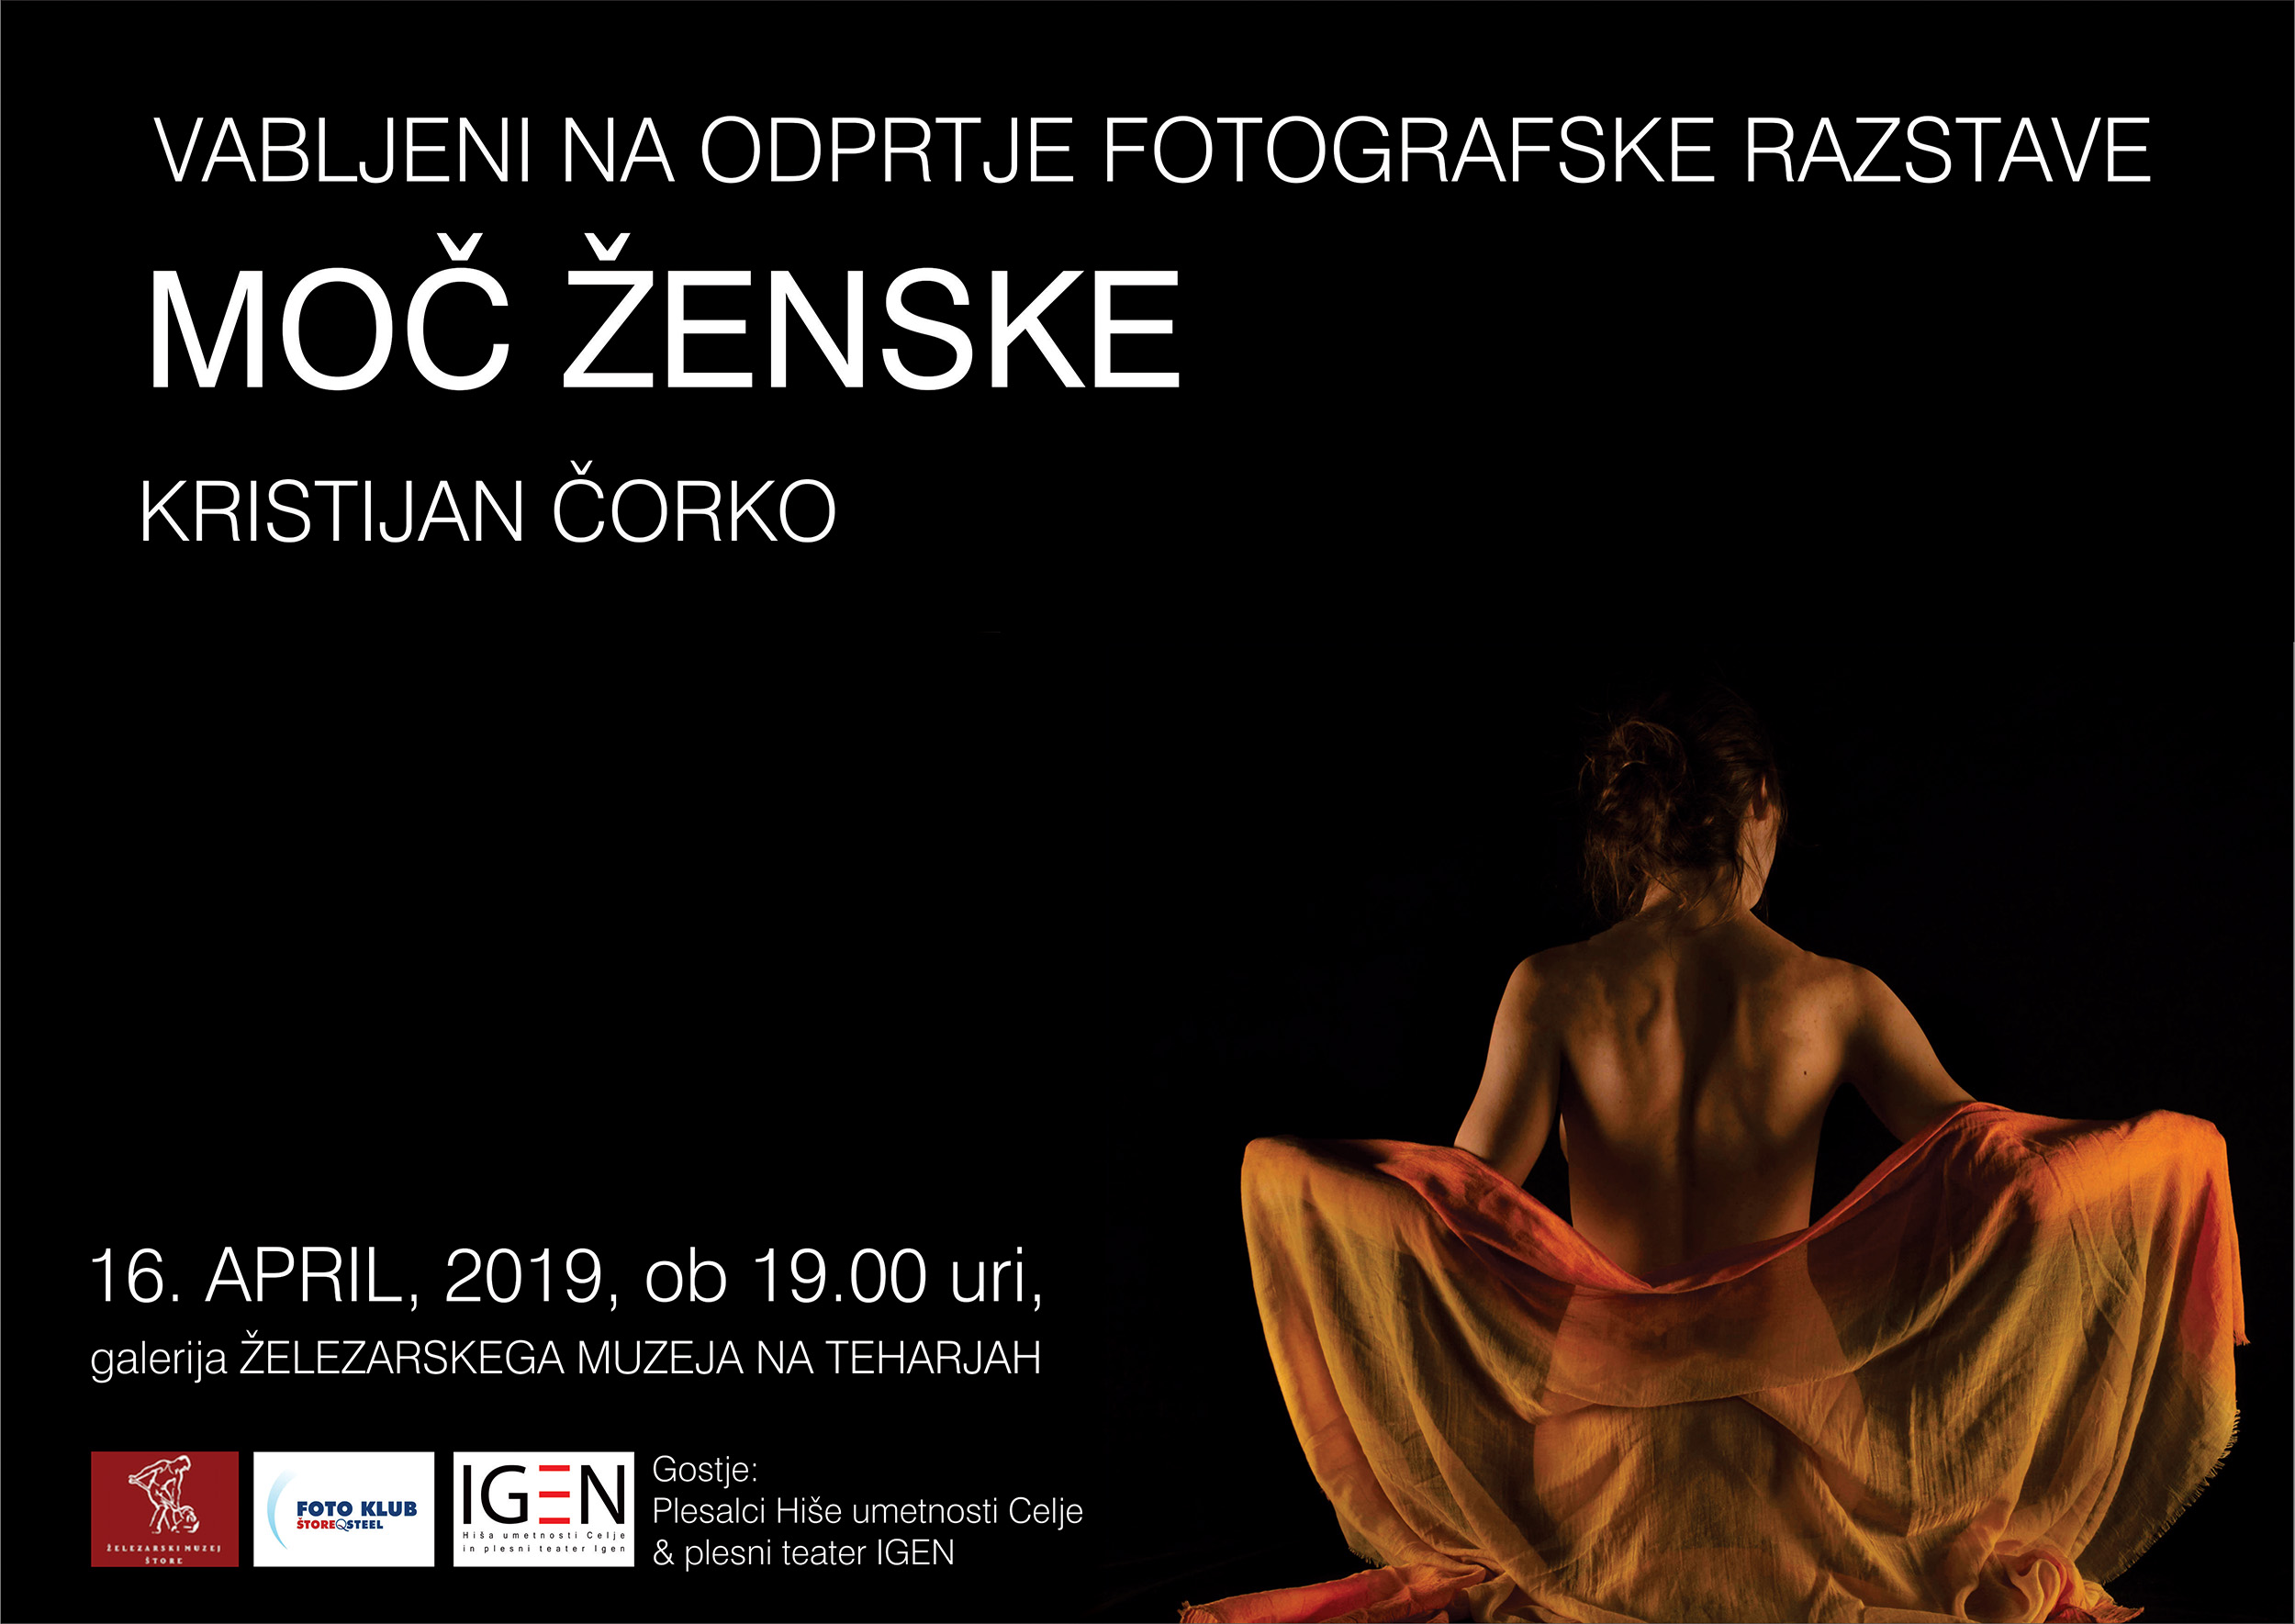 VABLJENI NA ODPRTJE FOTOGRAFSKE RAZSTAVE
MOČ ŽENSKE
KRISTIJAN ČORKO
16. APRIL, 2019, ob 19.00 uri,
galerija ŽELEZARSKEGA MUZEJA NA TEHARJAH
ŽELEZARSKI MUZEJ
ŠTORE
FOTO KLUB
ŠTORE STEEL
IGEN
Hiša umetnosti Celje
in plesni teater Igen
Gostje:
Plesalci Hiše umetnosti Celje
& plesni teater IGEN